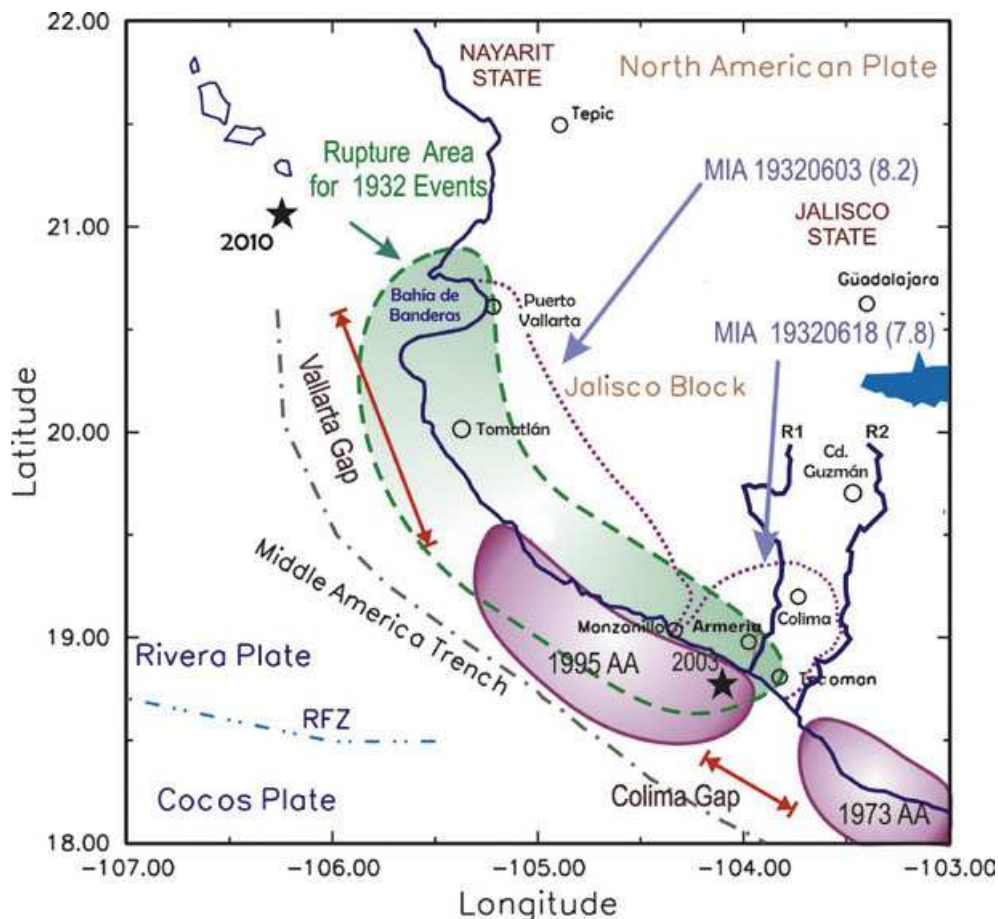 22.00
21.00
20.00
19.00
18.00
Latitude
NAYARIT
STATE
North American Plate
Tepic
Rupture Area
for 1932 Events
MIA 19320603 (8.2)
JALISCO
STATE
2010
Guadalajara
Bahía de
Banderas
Puerto
Vallarta
MIA 19320618 (7.8)
Vallarta Gap
Jalisco Block
Tomatlán
R1
R2
Cd.
Guzmán
Middle America Trench
Manzanillo
Armeria
Colima
Rivera Plate
1995 AA
2003
Tecoman
RFZ
Cocos Plate
Colima Gap
1973 AA
-107.00
-106.00
-105.00
-104.00
-103.00
Longitude